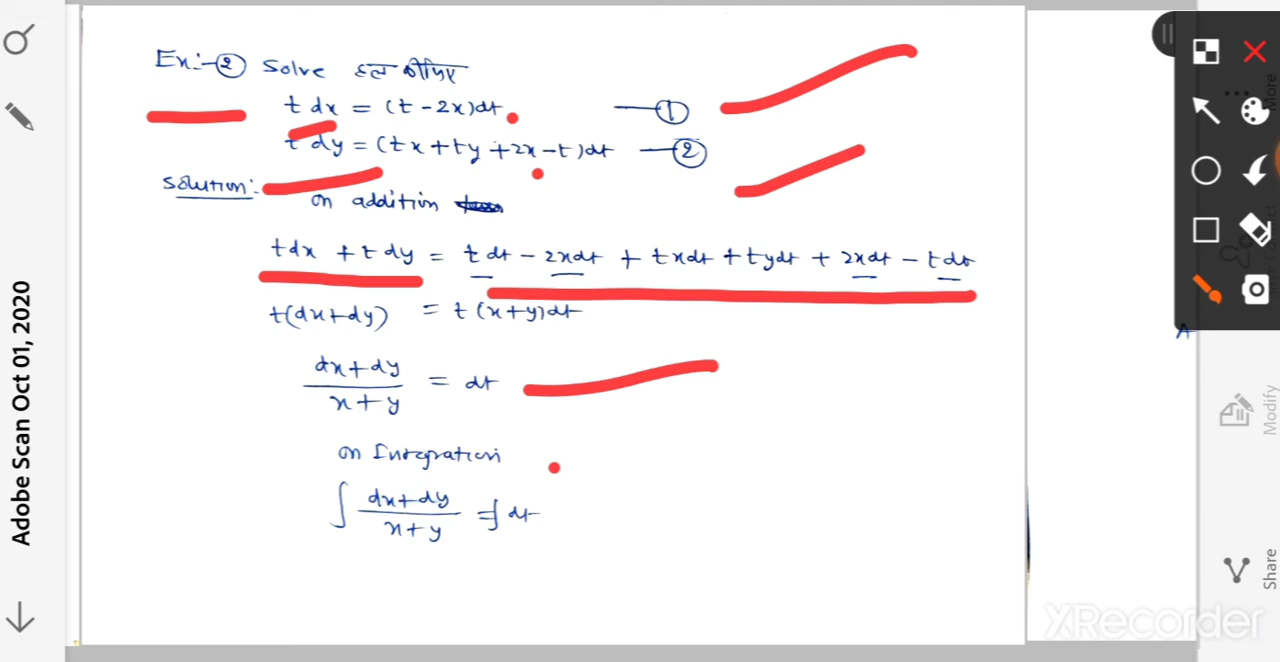 Ex:-② Solve हल कीजिए
t dx = (t - 2x)dt —①
t dy = (tx + ty + 2x - t)dt —②
Solution:
on addition
tdx + t dy = t dt - 2xdt + txdt + tydt + 2xdt - t dt
t(dx+dy) = t (x+y)dt
dx+dy
x+y
= dt
on Integration
∫ dx+dy
x+y
= ∫ dt
Adobe Scan Oct 01, 2020
More
A
Modify
Share
XRecorder